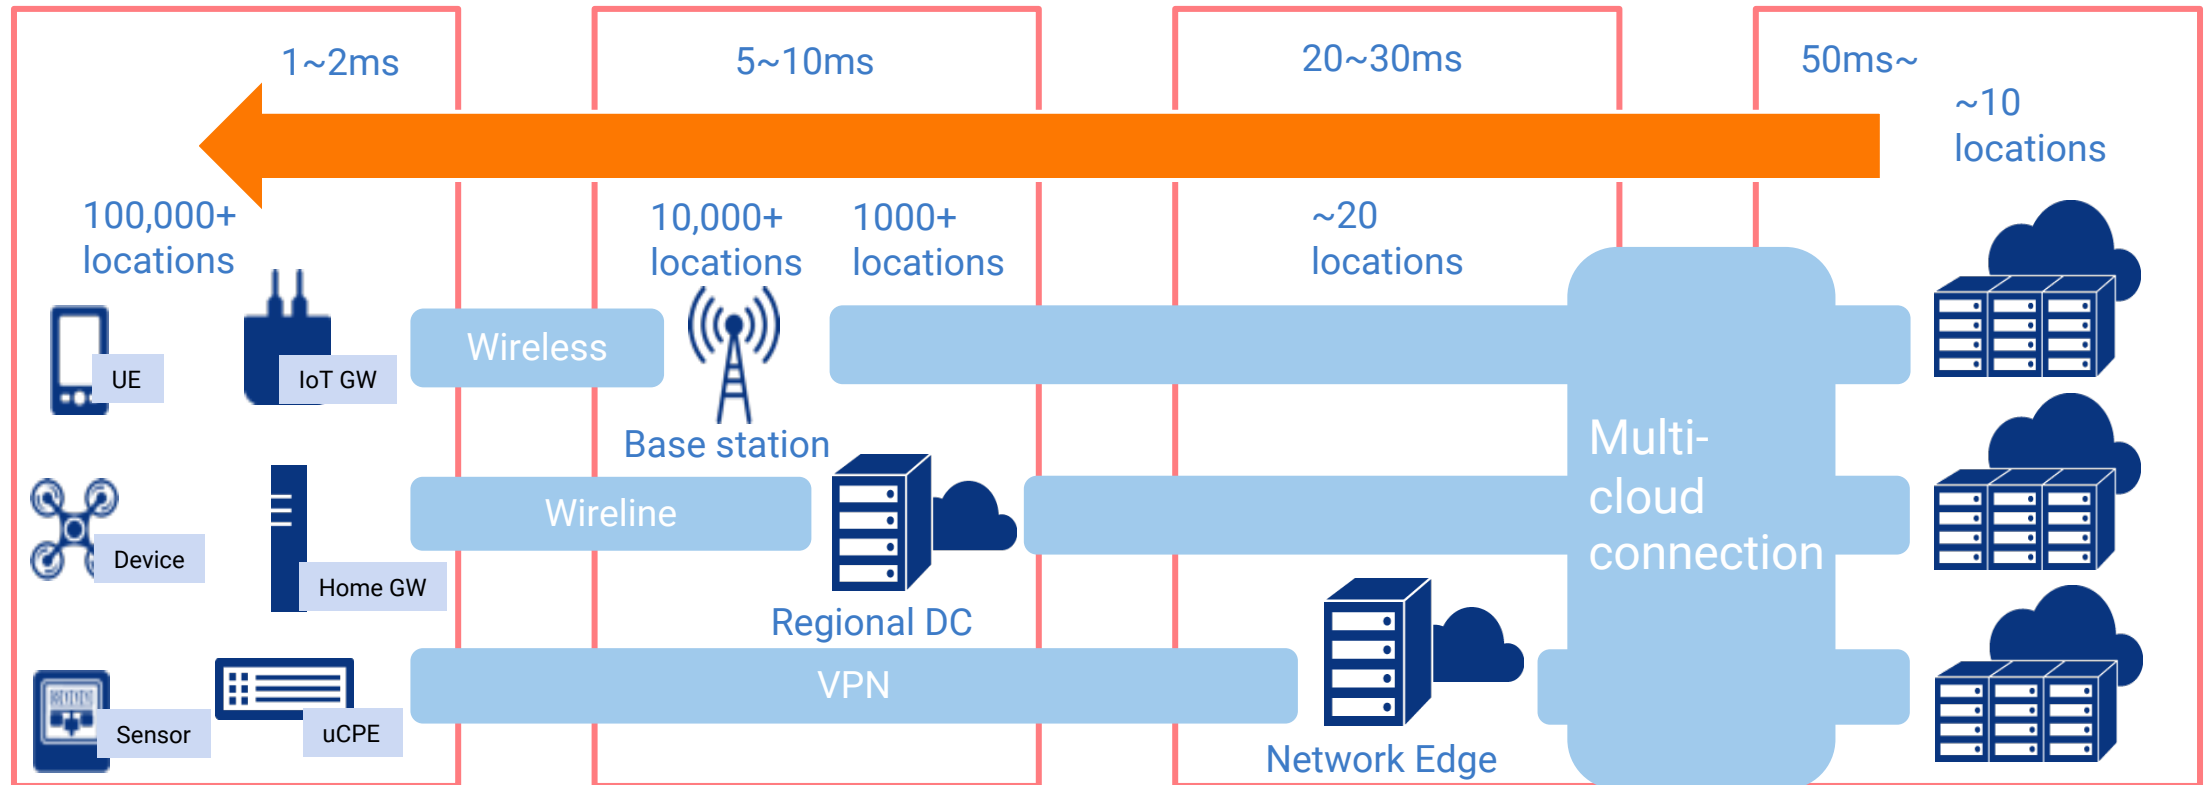 1~2ms
5~10ms
20~30ms
50ms~
~10
locations
100,000+
locations
10,000+
locations
1000+
locations
~20
locations
UE
IoT GW
Wireless
Base station
Device
Home GW
Wireline
Regional DC
Multi-
cloud
connection
Sensor
uCPE
VPN
Network Edge